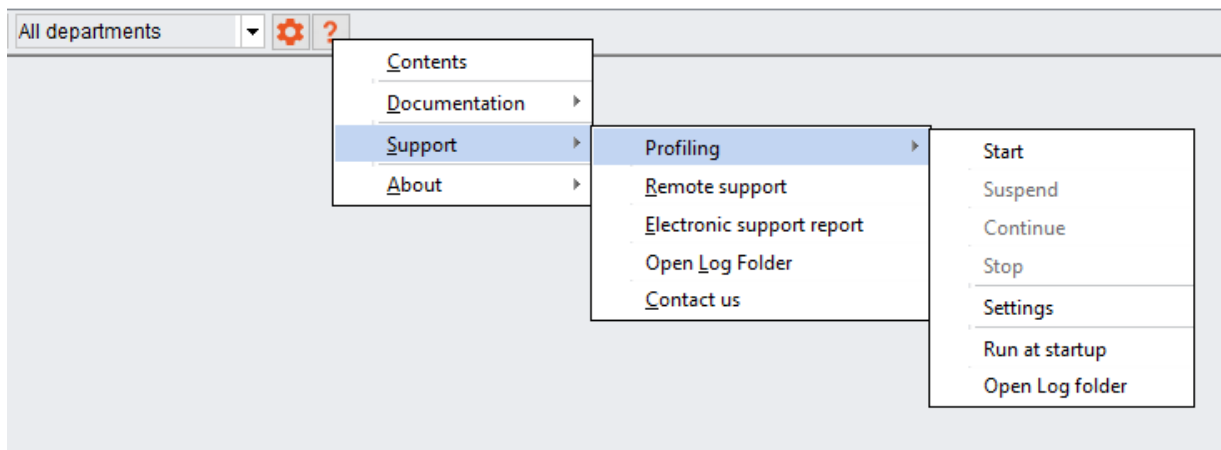 All departments
?
Contents
Documentation
Support
About
Profiling
Remote support
Electronic support report
Open Log Folder
Contact us
Start
Suspend
Continue
Stop
Settings
Run at startup
Open Log folder